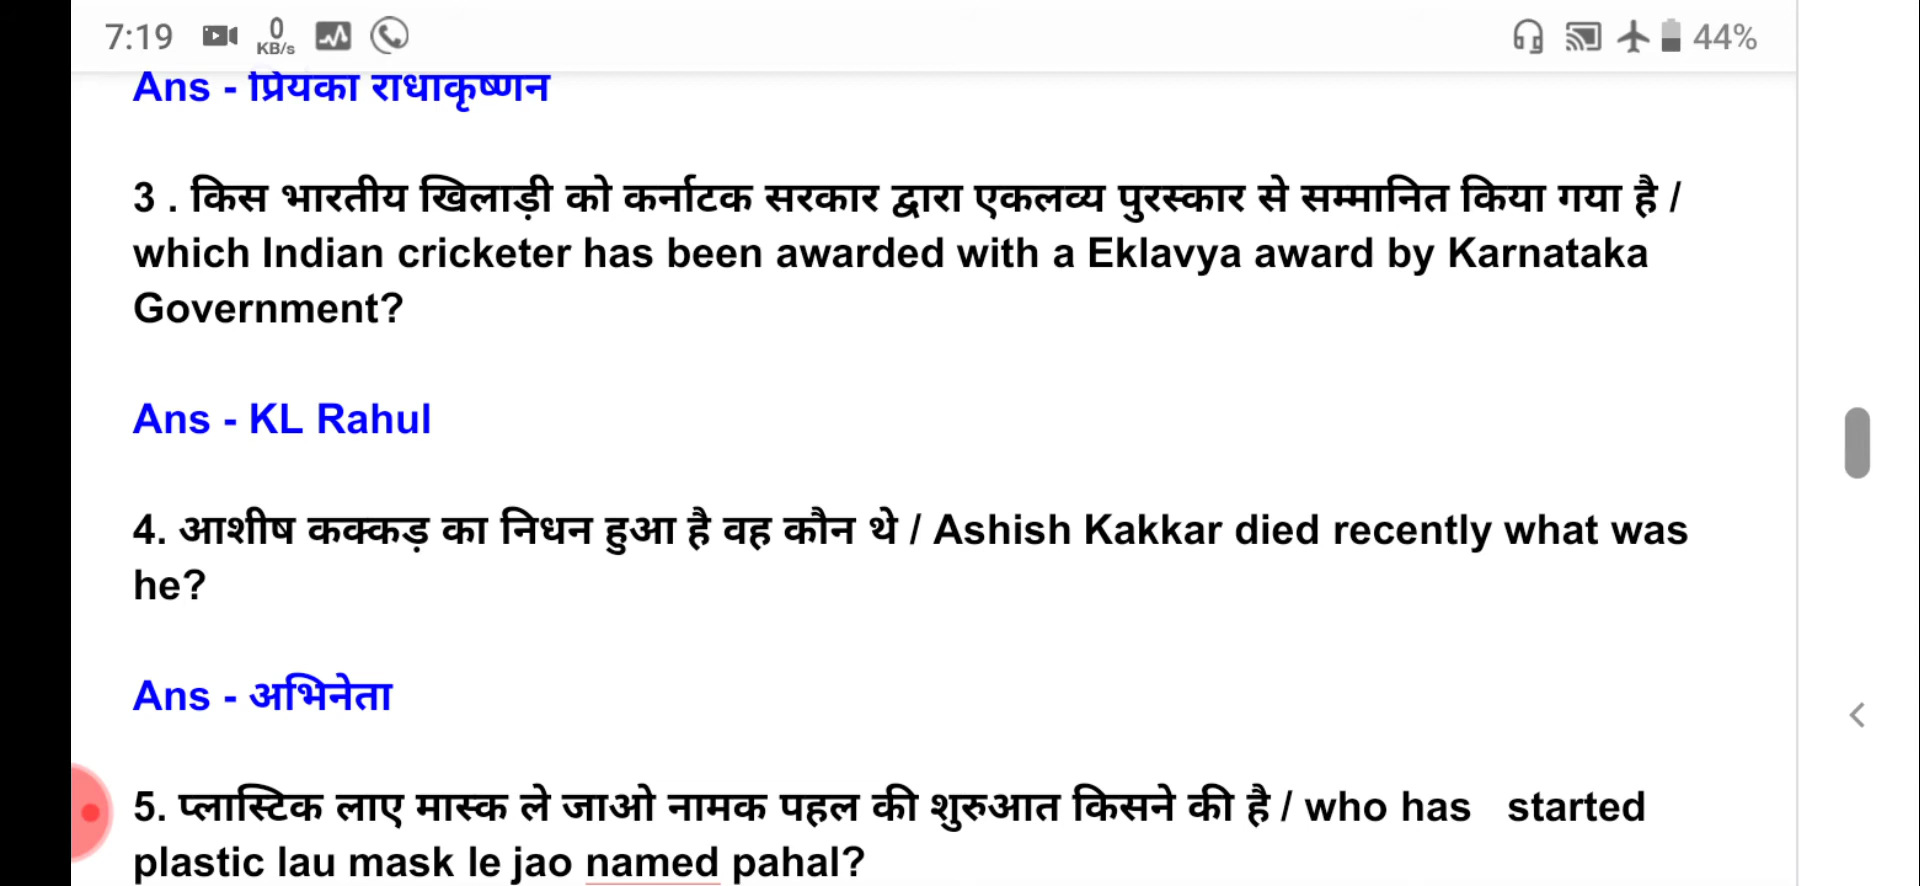 7:19 0 KB/s 44%
Ans - प्रियंका राधाकृष्णन
3 . किस भारतीय खिलाड़ी को कर्नाटक सरकार द्वारा एकलव्य पुरस्कार से सम्मानित किया गया है /
which Indian cricketer has been awarded with a Eklavya award by Karnataka
Government?
Ans - KL Rahul
4. आशीष कक्कड़ का निधन हुआ है वह कौन थे / Ashish Kakkar died recently what was
he?
Ans - अभिनेता
5. प्लास्टिक लाए मास्क ले जाओ नामक पहल की शुरुआत किसने की है / who has started
plastic lau mask le jao named pahal?